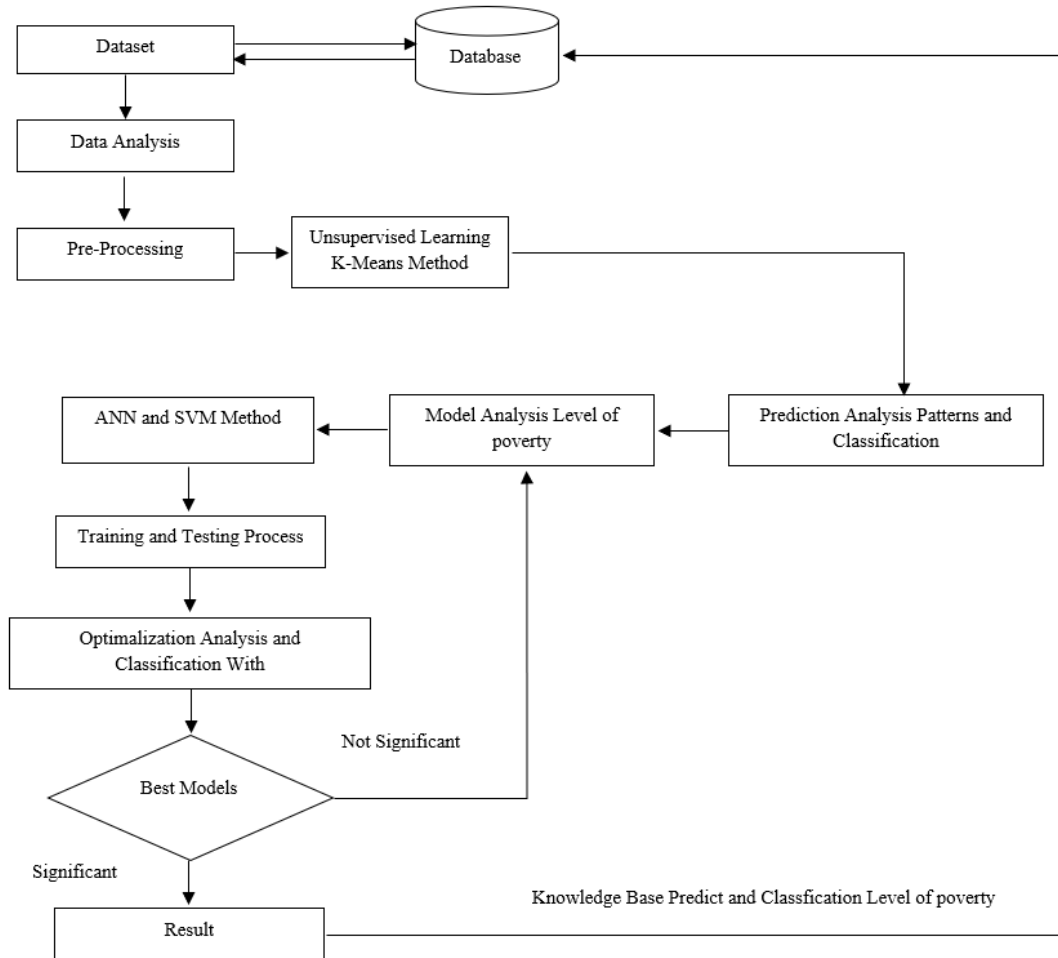 Dataset
Database
Data Analysis
Pre-Processing
Unsupervised Learning
K-Means Method
ANN and SVM Method
Model Analysis Level of
poverty
Prediction Analysis Patterns and
Classification
Training and Testing Process
Optimalization Analysis and
Classification With
Not Significant
Best Models
Significant
Knowledge Base Predict and Classfication Level of poverty
Result